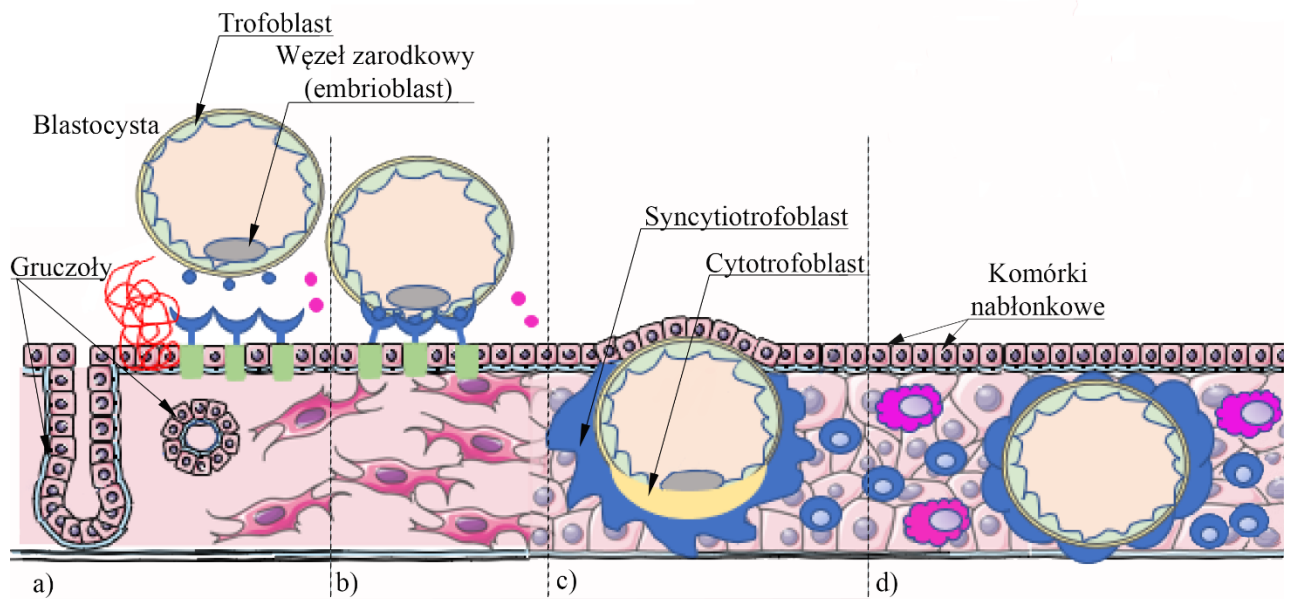 Trofoblast
Węzeł zarodkowy
(embrioblast)
Blastocysta
Gruczoły
Syncytiotrofoblast
Cytotrofoblast
Komórki
nabłonkowe
a)
b)
c)
d)